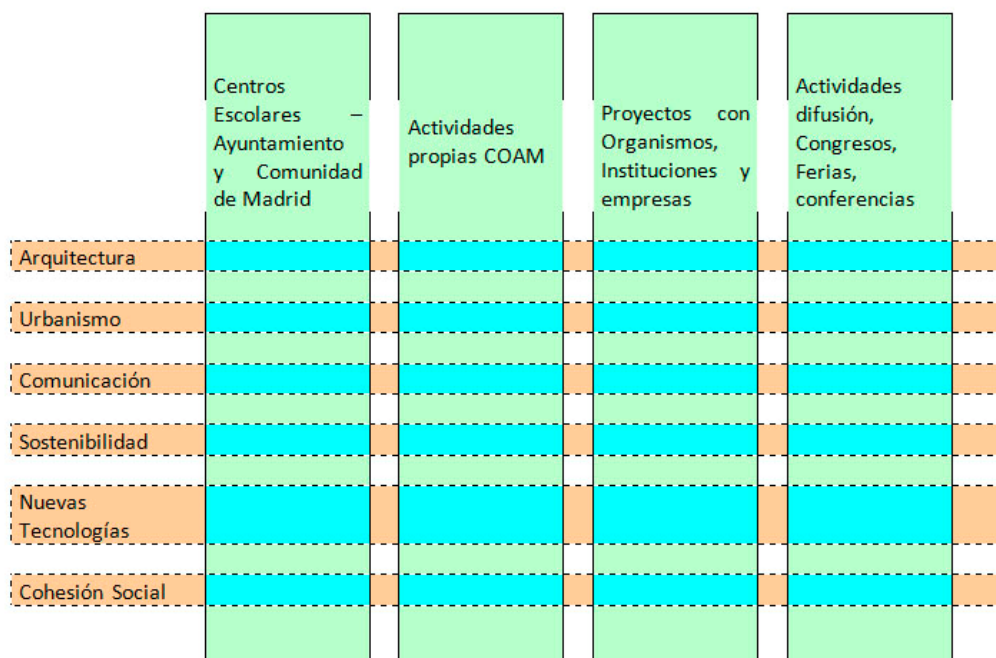 Centros
Escolares –
Ayuntamiento
y Comunidad
de Madrid
Actividades
propias COAM
Proyectos con
Organismos,
Instituciones y
empresas
Actividades
difusión,
Congresos,
Ferias,
conferencias
Arquitectura
Urbanismo
Comunicación
Sostenibilidad
Nuevas
Tecnologías
Cohesión Social